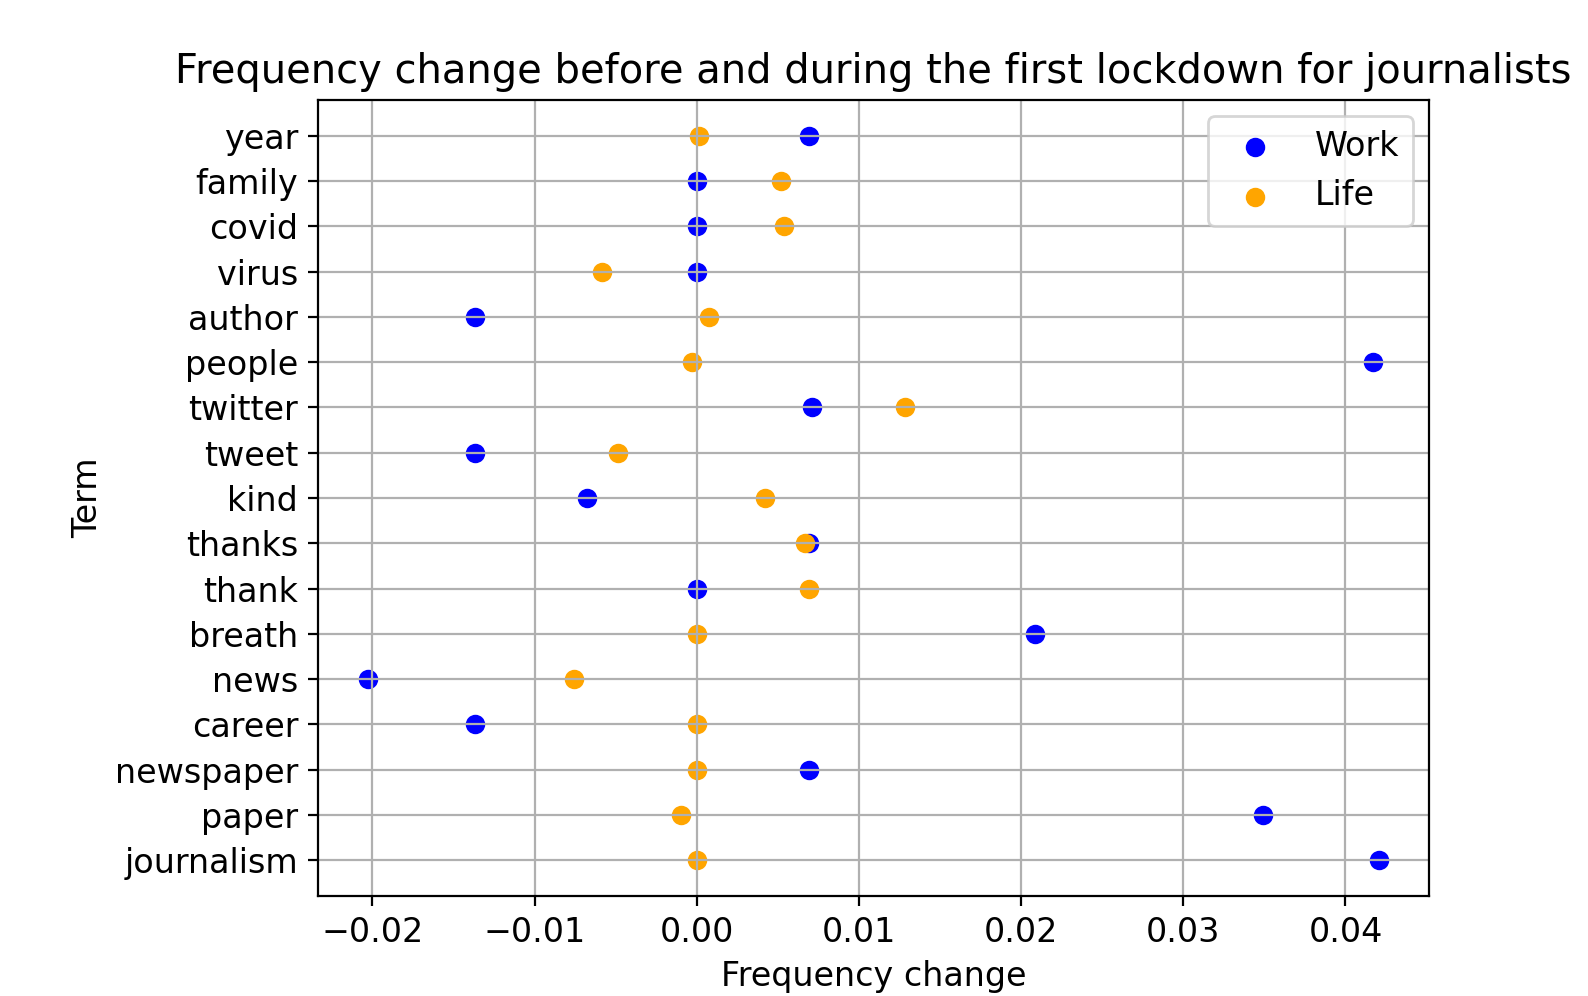 Frequency change before and during the first lockdown for journalists
Work
Life
year
family
covid
virus
author
people
twitter
tweet
kind
thanks
thank
breath
news
career
newspaper
paper
journalism
Term
−0.02 −0.01 0.00 0.01 0.02 0.03 0.04
Frequency change